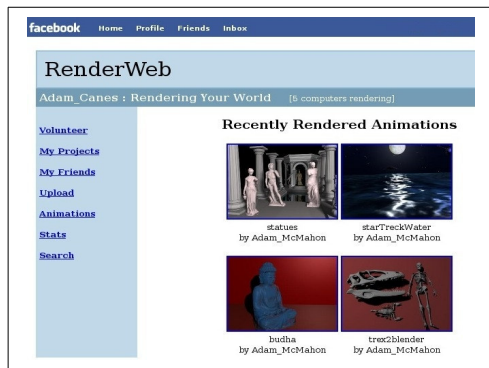 facebook Home Profile Friends Inbox
RenderWeb
Adam_Canes : Rendering Your World [6 computers rendering]
Volunteer
My Projects
My Friends
Upload
Animations
Stats
Search
Recently Rendered Animations
statues
by Adam_McMahon
starTreckWater
by Adam_McMahon
budha
by Adam_McMahon
trex2blender
by Adam_McMahon